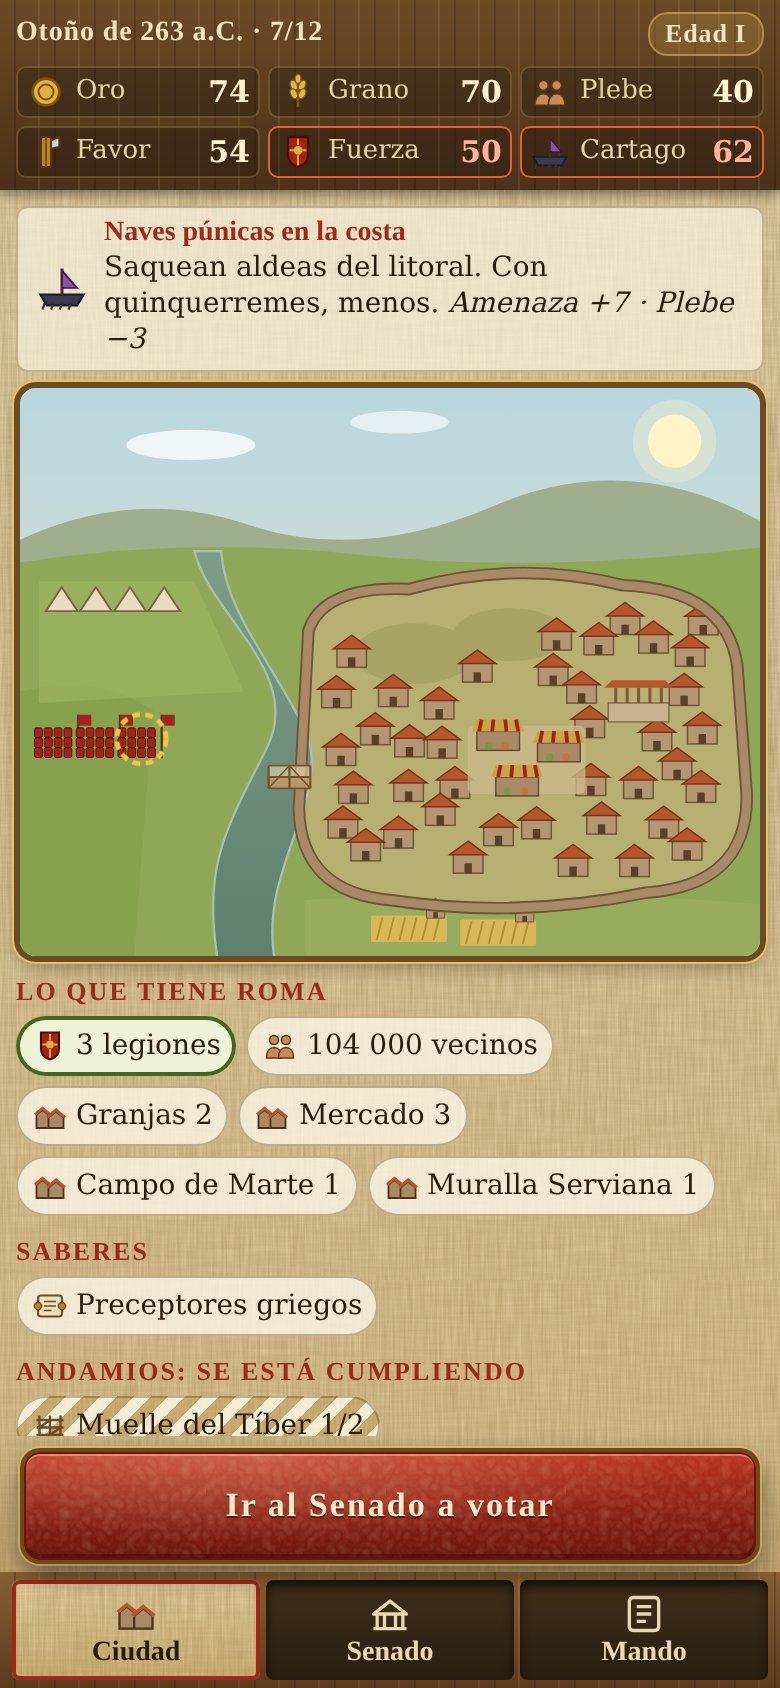 Otoño de 263 a.C. · 7/12
Edad I
Oro 74
Grano 70
Plebe 40
Favor 54
Fuerza 50
Cartago 62
Naves púnicas en la costa
Saquean aldeas del litoral. Con
quinquerremes, menos. Amenaza +7 · Plebe
−3
LO QUE TIENE ROMA
3 legiones
104 000 vecinos
Granjas 2
Mercado 3
Campo de Marte 1
Muralla Serviana 1
SABERES
Preceptores griegos
ANDAMIOS: SE ESTÁ CUMPLIENDO
Muelle del Tíber 1/2
Ir al Senado a votar
Ciudad
Senado
Mando